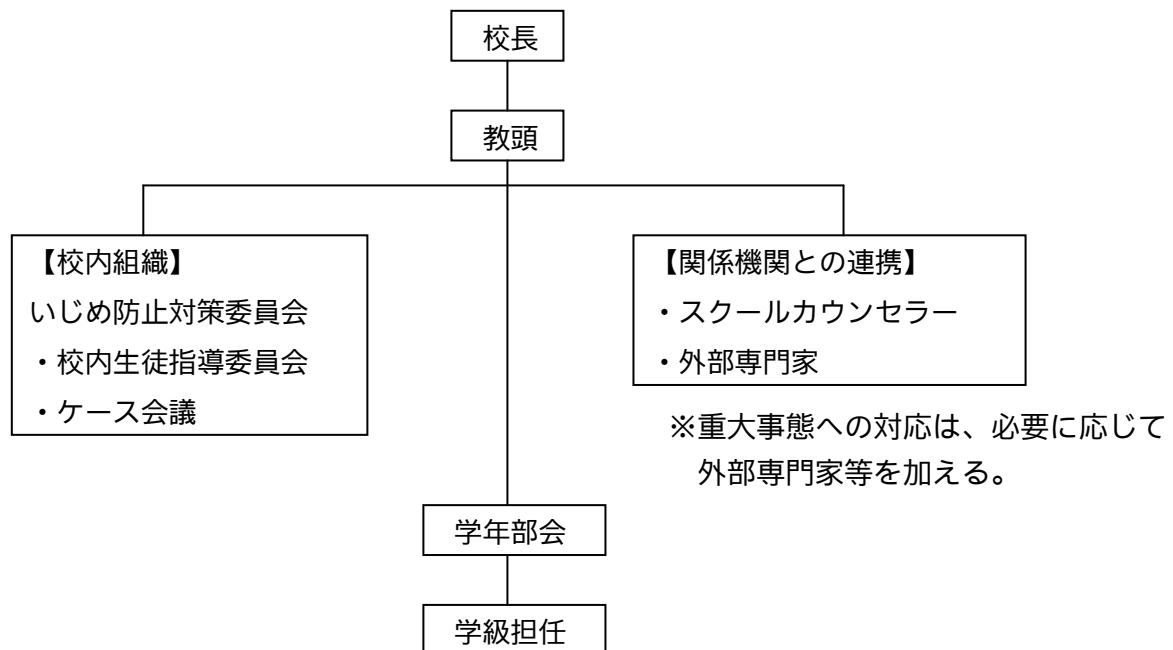 校長
教頭
【校内組織】
いじめ防止対策委員会
・校内生徒指導委員会
・ケース会議
【関係機関との連携】
・スクールカウンセラー
・外部専門家
※重大事態への対応は、必要に応じて
外部専門家等を加える。
学年部会
学級担任